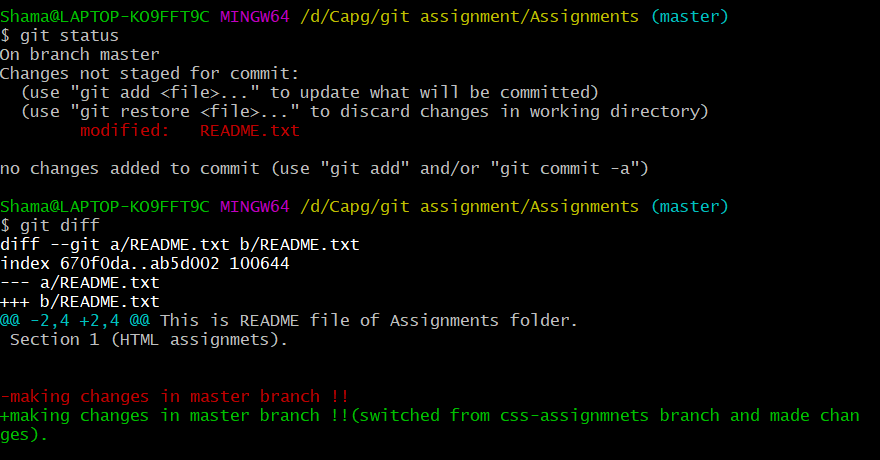 Shama@LAPTOP-KO9FFT9C MINGW64 /d/Capg/git assignment/Assignments (master)
$ git status
On branch master
Changes not staged for commit:
  (use "git add <file>..." to update what will be committed)
  (use "git restore <file>..." to discard changes in working directory)
        modified:   README.txt

no changes added to commit (use "git add" and/or "git commit -a")

Shama@LAPTOP-KO9FFT9C MINGW64 /d/Capg/git assignment/Assignments (master)
$ git diff
diff --git a/README.txt b/README.txt
index 670f0da..ab5d002 100644
--- a/README.txt
+++ b/README.txt
@@ -2,4 +2,4 @@ This is README file of Assignments folder.
 Section 1 (HTML assignmets).


-making changes in master branch !!
+making changes in master branch !!(switched from css-assignmnets branch and made chan
ges).